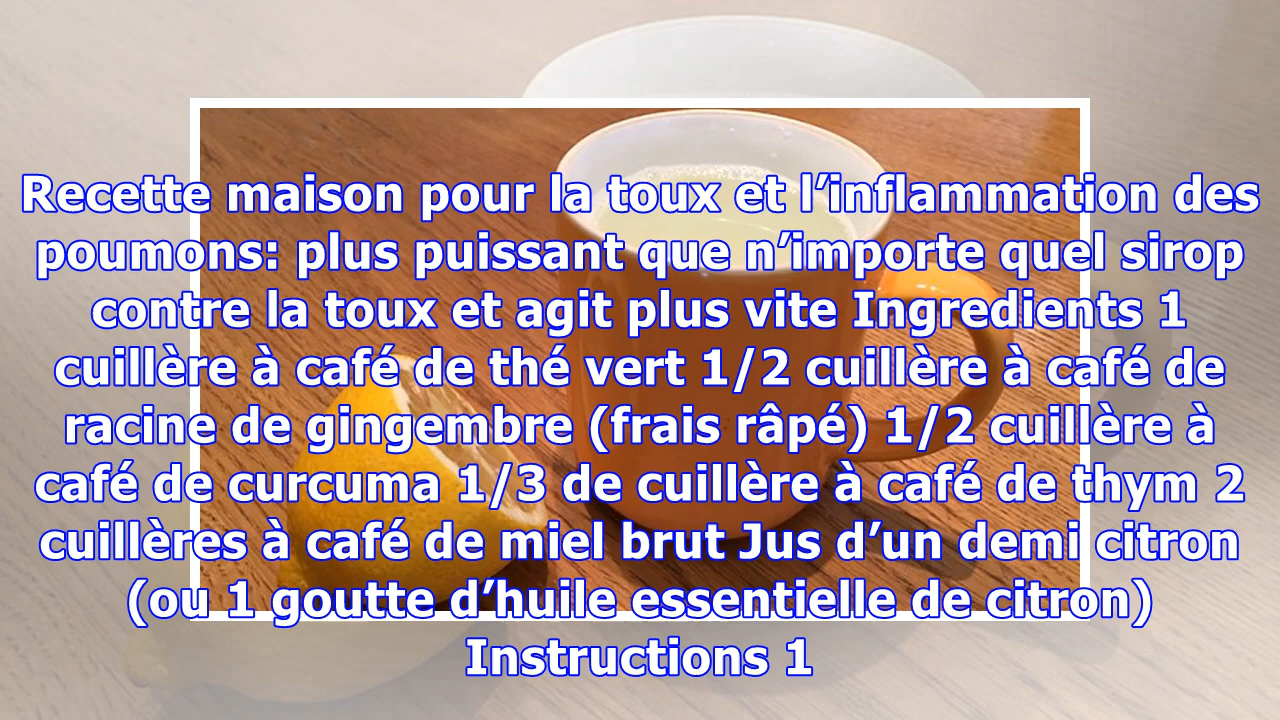 Recette maison pour la toux et l’inflammation des
poumons: plus puissant que n’importe quel sirop
contre la toux et agit plus vite Ingredients 1
cuillère à café de thé vert 1/2 cuillère à café de
racine de gingembre (frais râpé) 1/2 cuillère à
café de curcuma 1/3 de cuillère à café de thym 2
cuillères à café de miel brut Jus d’un demi citron
(ou 1 goutte d’huile essentielle de citron)
Instructions 1